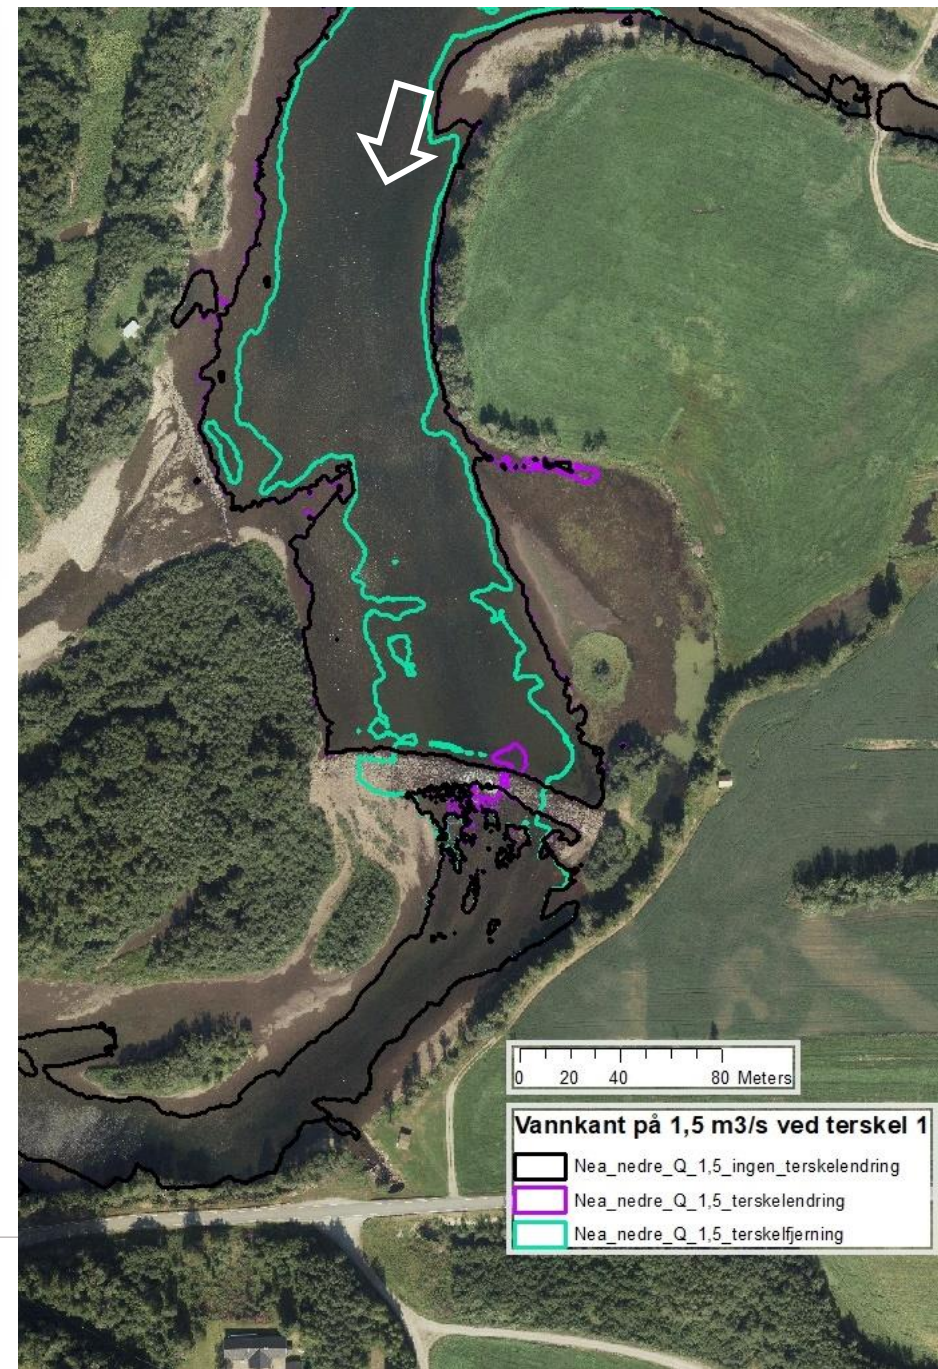 0 20 40 80 Meters
Vannkant på 1,5 m3/s ved terskel 1
Nea_nedre_Q_1,5_ingen_terskelendring
Nea_nedre_Q_1,5_terskelendring
Nea_nedre_Q_1,5_terskelfjerning